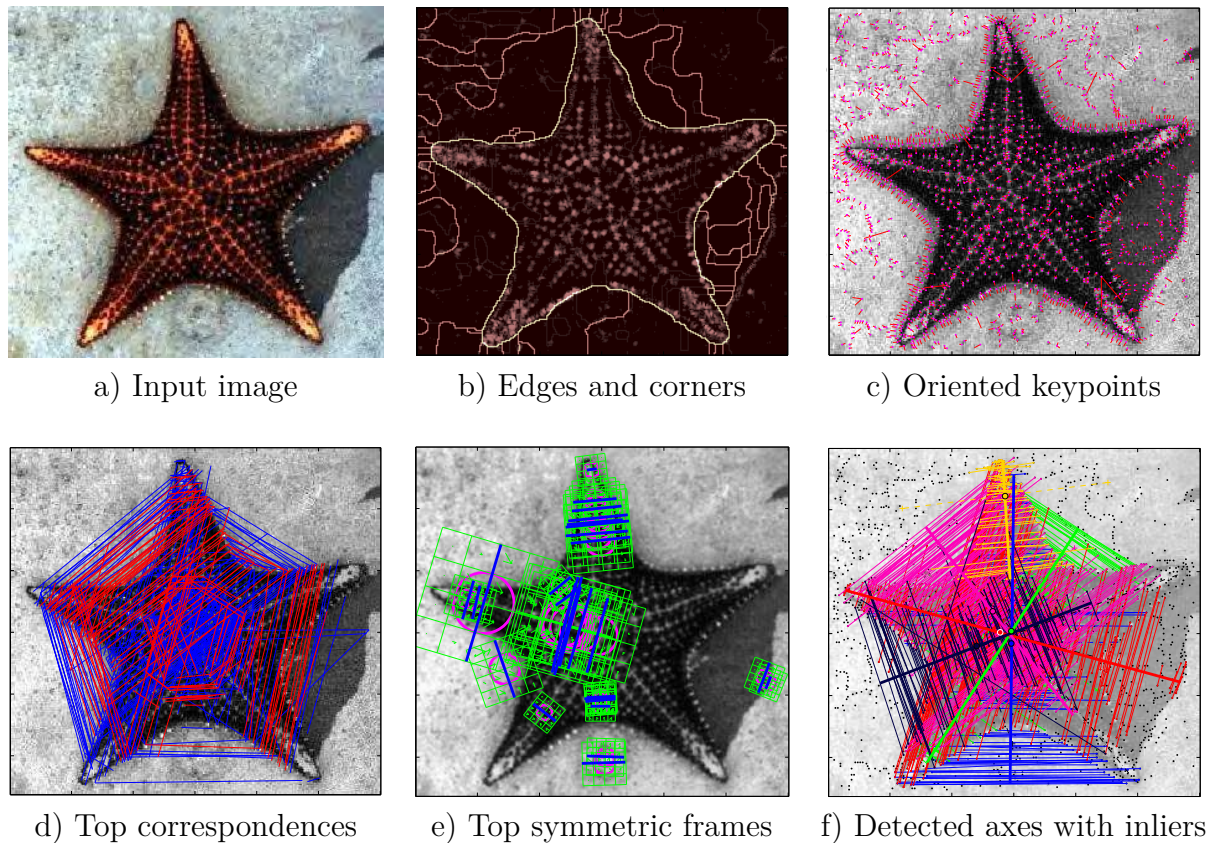 a) Input image
b) Edges and corners
c) Oriented keypoints
d) Top correspondences
e) Top symmetric frames
f) Detected axes with inliers